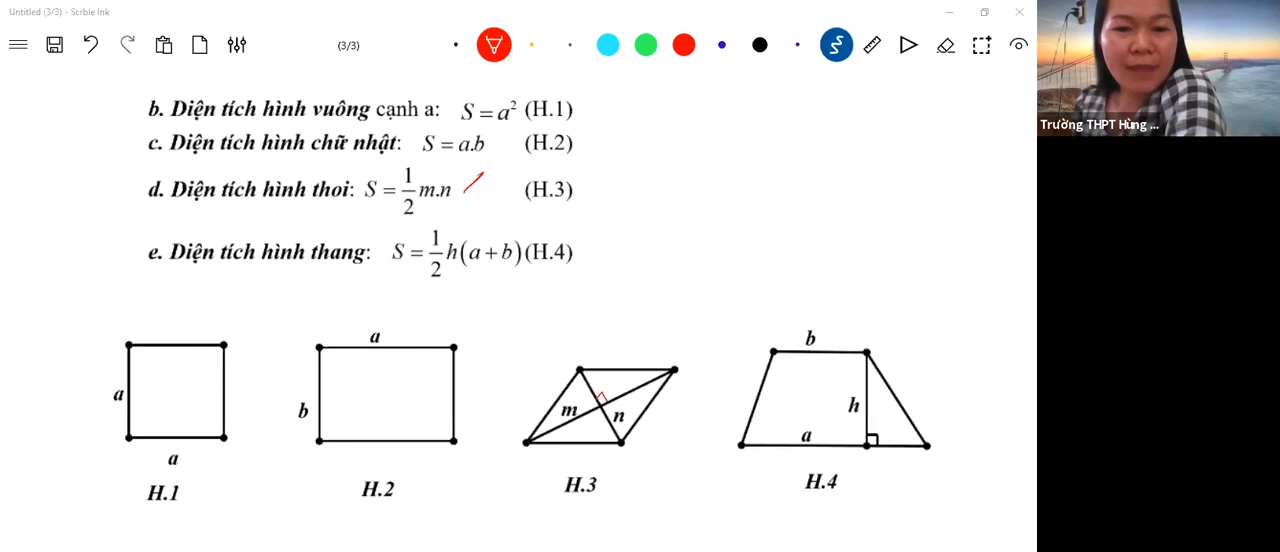 Untitled (3/3) - Scrble Ink
(3/3)
Trường THPT Hùng ...
b. Diện tích hình vuông cạnh a: S = a² (H.1)
c. Diện tích hình chữ nhật: S = a.b (H.2)
d. Diện tích hình thoi: S = 1/2 m.n (H.3)
e. Diện tích hình thang: S = 1/2 h(a + b) (H.4)
a
a
H.1
a
b
H.2
m
n
H.3
b
h
a
H.4